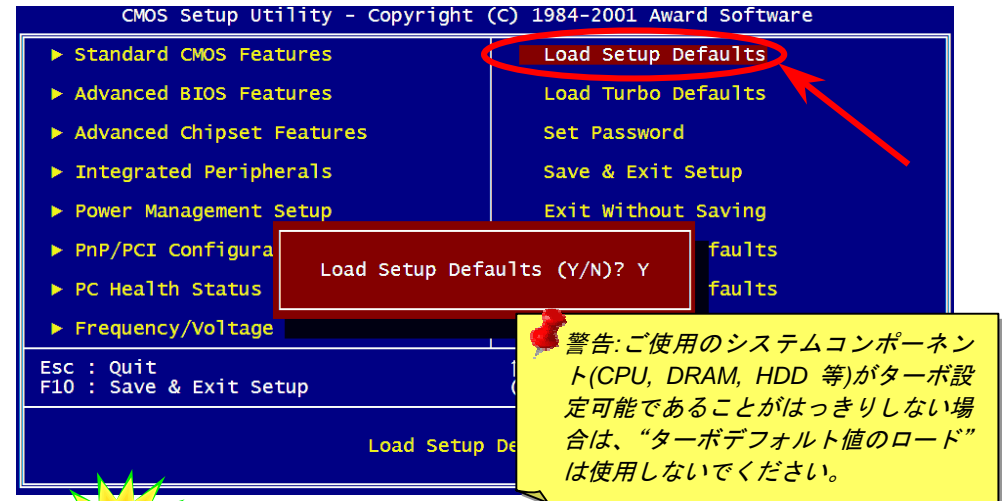 CMOS Setup Utility - Copyright (C) 1984-2001 Award Software
▶ Standard CMOS Features
▶ Advanced BIOS Features
▶ Advanced Chipset Features
▶ Integrated Peripherals
▶ Power Management Setup
▶ PnP/PCI Configura
▶ PC Health Status
▶ Frequency/Voltage
Load Setup Defaults
Load Turbo Defaults
Set Password
Save & Exit Setup
Exit Without Saving
faults
faults
Load Setup Defaults (Y/N)? Y
Esc : Quit
F10 : Save & Exit Setup
Load Setup De
警告:ご使用のシステムコンポーネン
ト(CPU, DRAM, HDD 等)がターボ設
定可能であることがはっきりしない場
合は、“ターボデフォルト値のロード”
は使用しないでください。